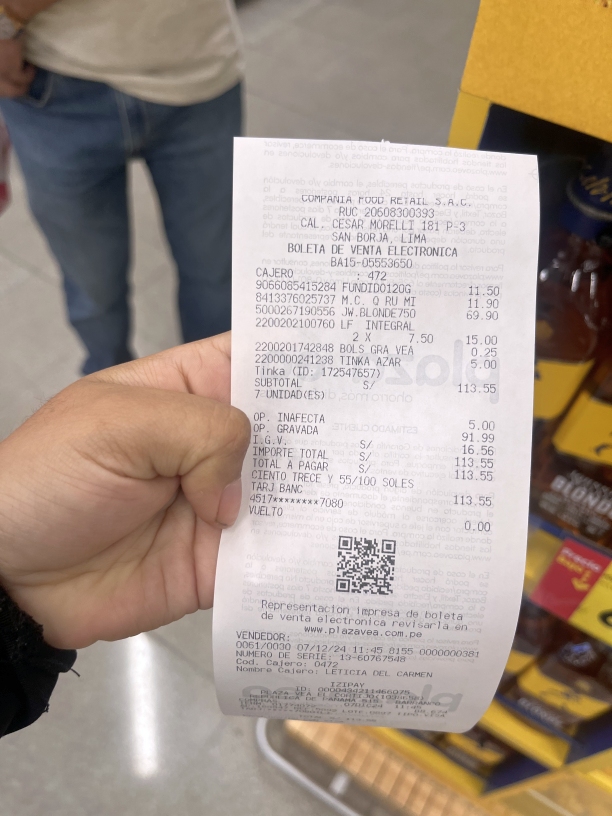 COMPAÑIA FOOD RETAIL S.A.C.
RUC 20608300393
CAL. CESAR MORELLI 181 P-3
SAN BORJA, LIMA
BOLETA DE VENTA ELECTRONICA
BA15-05553650
CAJERO : 472
9066085415284 FUNDIDO120G 11.50
8413376025737 M.C. Q RU MI 11.90
5000267190556 JW.BLONDE750 69.90
2200202100760 LF INTEGRAL
2 X 7.50 15.00
2200201742848 BOLS GRA VEA 0.25
2200000241238 TINKA AZAR 5.00
Tinka (ID: 172547657)
SUBTOTAL S/ 113.55
7 UNIDAD(ES)
OP. INAFECTA 5.00
OP. GRAVADA 91.99
I.G.V. S/ 16.56
IMPORTE TOTAL S/ 113.55
TOTAL A PAGAR S/ 113.55
CIENTO TRECE Y 55/100 SOLES
TARJ BANC
4517********7080 113.55
VUELTO 0.00
Representacion impresa de boleta
de venta electronica revisarla en
www.plazavea.com.pe
VENDEDOR:
0051/0030 07/12/24 11:45 8155 0000000381
NUMERO DE SERIE: 13-60767548
Cod. Cajero: 0472
Nombre Cajero: LETICIA DEL CARMEN
IZIPAY
BLOND